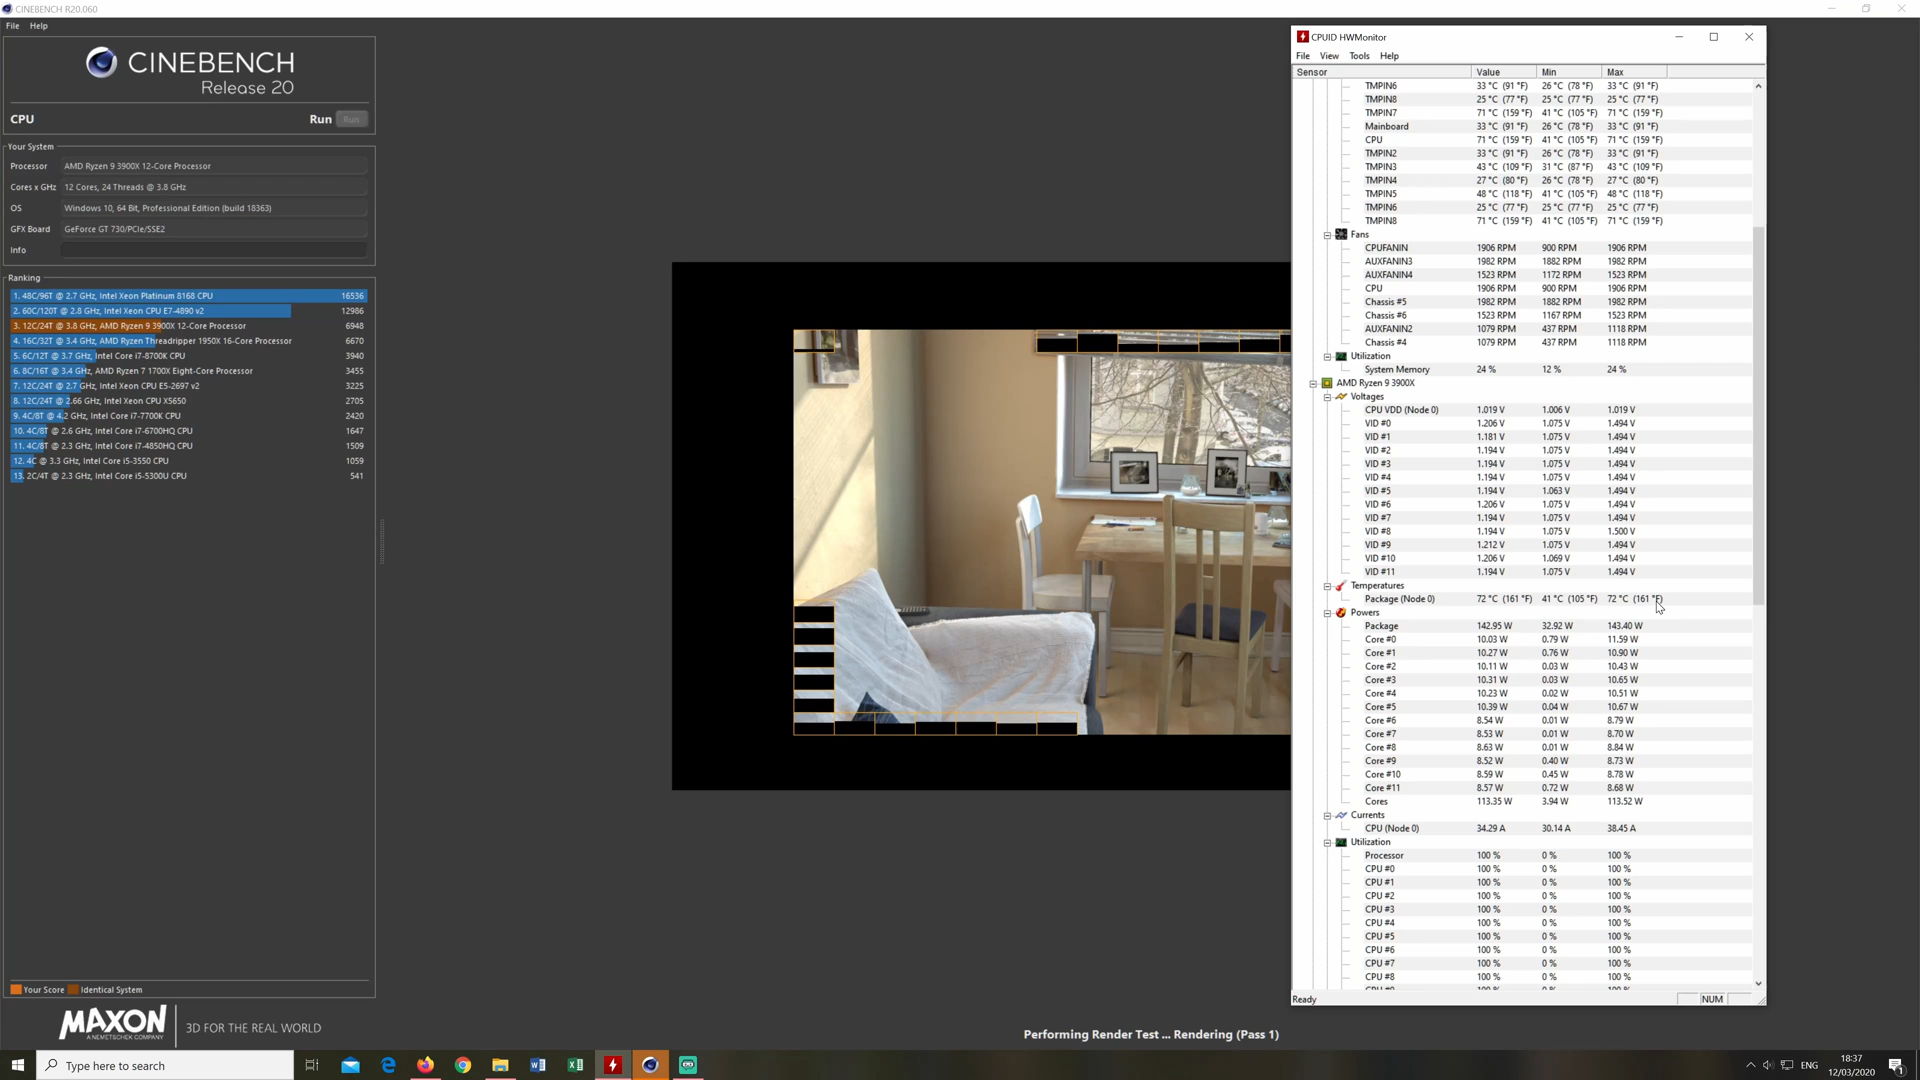 CINEBENCH R20.060
File Help
CINEBENCH
Release 20
CPU Run Run
Your System
Processor AMD Ryzen 9 3900X 12-Core Processor
Cores x GHz 12 Cores, 24 Threads @ 3.8 GHz
OS Windows 10, 64 Bit, Professional Edition (build 18363)
GFX Board GeForce GT 730/PCIe/SSE2
Info
Ranking
1. 48C/96T @ 2.7 GHz, Intel Xeon Platinum 8168 CPU 16536
2. 60C/120T @ 2.8 GHz, Intel Xeon CPU E7-4890 v2 12986
3. 12C/24T @ 3.8 GHz, AMD Ryzen 9 3900X 12-Core Processor 6948
4. 16C/32T @ 3.4 GHz, AMD Ryzen Threadripper 1950X 16-Core Processor 6670
5. 6C/12T @ 3.7 GHz, Intel Core i7-8700K CPU 3940
6. 8C/16T @ 3.4 GHz, AMD Ryzen 7 1700X Eight-Core Processor 3455
7. 12C/24T @ 2.7 GHz, Intel Xeon CPU E5-2697 v2 3225
8. 12C/24T @ 2.66 GHz, Intel Xeon CPU X5650 2705
9. 4C/8T @ 4.2 GHz, Intel Core i7-7700K CPU 2420
10. 4C/8T @ 2.6 GHz, Intel Core i7-6700HQ CPU 1647
11. 4C/8T @ 2.3 GHz, Intel Core i7-4850HQ CPU 1509
12. 4C @ 3.3 GHz, Intel Core i5-3550 CPU 1059
13. 2C/4T @ 2.3 GHz, Intel Core i5-5300U CPU 541
Your Score Identical System
MAXON
A NEMETSCHEK COMPANY
3D FOR THE REAL WORLD
Performing Render Test ... Rendering (Pass 1)
CPUID HWMonitor
File View Tools Help
Sensor Value Min Max
TMPIN6 33 °C (91 °F) 26 °C (78 °F) 33 °C (91 °F)
TMPIN8 25 °C (77 °F) 25 °C (77 °F) 25 °C (77 °F)
TMPIN7 71 °C (159 °F) 41 °C (105 °F) 71 °C (159 °F)
Mainboard 33 °C (91 °F) 26 °C (78 °F) 33 °C (91 °F)
CPU 71 °C (159 °F) 41 °C (105 °F) 71 °C (159 °F)
TMPIN2 33 °C (91 °F) 26 °C (78 °F) 33 °C (91 °F)
TMPIN3 43 °C (109 °F) 31 °C (87 °F) 43 °C (109 °F)
TMPIN4 27 °C (80 °F) 26 °C (78 °F) 27 °C (80 °F)
TMPIN5 48 °C (118 °F) 41 °C (105 °F) 48 °C (118 °F)
TMPIN6 25 °C (77 °F) 25 °C (77 °F) 25 °C (77 °F)
TMPIN8 71 °C (159 °F) 41 °C (105 °F) 71 °C (159 °F)
Fans
CPUFANIN 1906 RPM 900 RPM 1906 RPM
AUXFANIN3 1982 RPM 1882 RPM 1982 RPM
AUXFANIN4 1523 RPM 1172 RPM 1523 RPM
CPU 1906 RPM 900 RPM 1906 RPM
Chassis #5 1982 RPM 1882 RPM 1982 RPM
Chassis #6 1523 RPM 1167 RPM 1523 RPM
AUXFANIN2 1079 RPM 437 RPM 1118 RPM
Chassis #4 1079 RPM 437 RPM 1118 RPM
Utilization
System Memory 24 % 12 % 24 %
AMD Ryzen 9 3900X
Voltages
CPU VDD (Node 0) 1.019 V 1.006 V 1.019 V
VID #0 1.206 V 1.075 V 1.494 V
VID #1 1.181 V 1.075 V 1.494 V
VID #2 1.194 V 1.075 V 1.494 V
VID #3 1.194 V 1.075 V 1.494 V
VID #4 1.194 V 1.075 V 1.494 V
VID #5 1.194 V 1.063 V 1.494 V
VID #6 1.206 V 1.075 V 1.494 V
VID #7 1.194 V 1.075 V 1.494 V
VID #8 1.194 V 1.075 V 1.500 V
VID #9 1.212 V 1.075 V 1.494 V
VID #10 1.206 V 1.069 V 1.494 V
VID #11 1.194 V 1.075 V 1.494 V
Temperatures
Package (Node 0) 72 °C (161 °F) 41 °C (105 °F) 72 °C (161 °F)
Powers
Package 142.95 W 32.92 W 143.40 W
Core #0 10.03 W 0.79 W 11.59 W
Core #1 10.27 W 0.76 W 10.90 W
Core #2 10.11 W 0.03 W 10.43 W
Core #3 10.31 W 0.03 W 10.65 W
Core #4 10.23 W 0.02 W 10.51 W
Core #5 10.39 W 0.04 W 10.67 W
Core #6 8.54 W 0.01 W 8.79 W
Core #7 8.53 W 0.01 W 8.70 W
Core #8 8.63 W 0.01 W 8.84 W
Core #9 8.52 W 0.40 W 8.73 W
Core #10 8.59 W 0.45 W 8.78 W
Core #11 8.57 W 0.72 W 8.68 W
Cores 113.35 W 3.94 W 113.52 W
Currents
CPU (Node 0) 34.29 A 30.14 A 38.45 A
Utilization
Processor 100 % 0 % 100 %
CPU #0 100 % 0 % 100 %
CPU #1 100 % 0 % 100 %
CPU #2 100 % 0 % 100 %
CPU #3 100 % 0 % 100 %
CPU #4 100 % 0 % 100 %
CPU #5 100 % 0 % 100 %
CPU #6 100 % 0 % 100 %
CPU #7 100 % 0 % 100 %
CPU #8 100 % 0 % 100 %
Ready NUM
Type here to search
ENG
18:37
12/03/2020
1